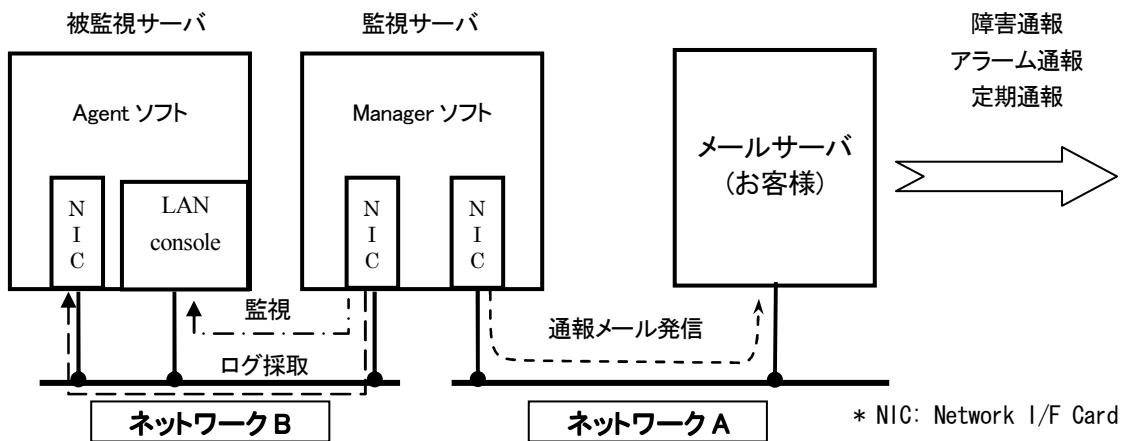 被監視サーバ
監視サーバ
障害通報
アラーム通報
定期通報
Agent ソフト
Manager ソフト
メールサーバ
(お客様)
NIC
LAN
console
NIC
NIC
監視
通報メール発信
ログ採取
ネットワーク B
ネットワーク A
* NIC: Network I/F Card